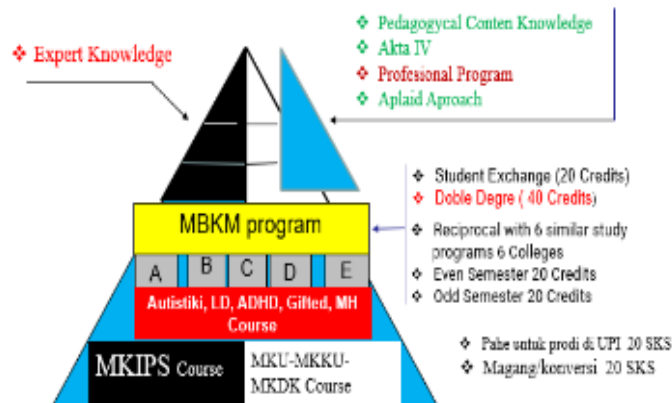 ❖ Expert Knowledge
❖ Pedagogycal Conten Knowledge
❖ Akta IV
❖ Profesional Program
❖ Aplaid Aproach
MBKM program
❖ Student Exchange (20 Credits)
❖ Doble Degre ( 40 Credits)
❖ Reciprocal with 6 similar study
programs 6 Colleges
❖ Even Semester 20 Credits
❖ Odd Semester 20 Credits
A B C D E
Autistiki, LD, ADHD, Gifted, MH
Course
MKIPS Course
MKU-MKKU-
MKDK Course
❖ Pahe untuk prodi di UPI 20 SKS
❖ Magang/konversi 20 SKS